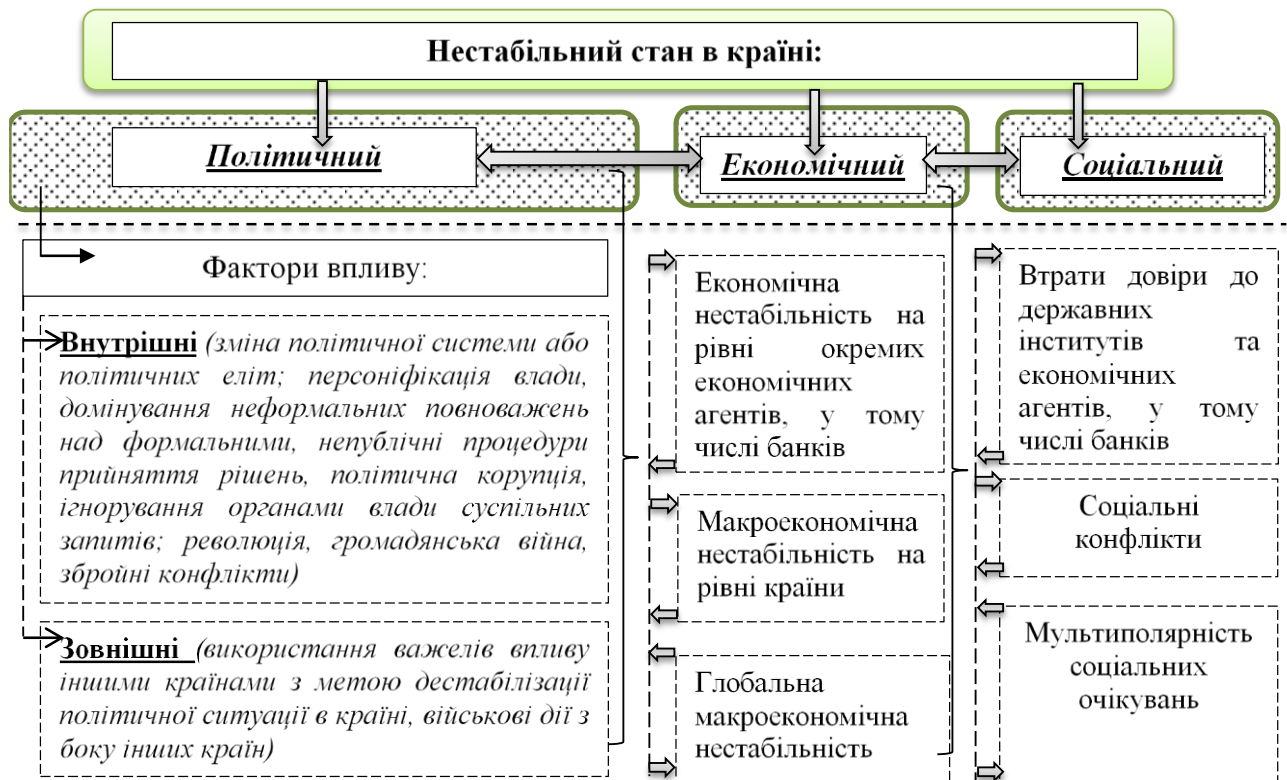 Нестабільний стан в країні:
Політичний
Економічний
Соціальний
Фактори впливу:
Внутрішні (зміна політичної системи або
політичних еліт; персоніфікація влади,
домінування неформальних повноважень
над формальними, непублічні процедури
прийняття рішень, політична корупція,
ігнорування органами влади суспільних
запитів; революція, громадянська війна,
збройні конфлікти)
Зовнішні (використання важелів впливу
іншими країнами з метою дестабілізації
політичної ситуації в країні, військові дії з
боку інших країн)
Економічна
нестабільність на
рівні окремих
економічних
агентів, у тому
числі банків
Макроекономічна
нестабільність на
рівні країни
Глобальна
макроекономічна
нестабільність
Втрати довіри до
державних
інститутів та
економічних
агентів, у тому
числі банків
Соціальні
конфлікти
Мультиполярність
соціальних
очікувань